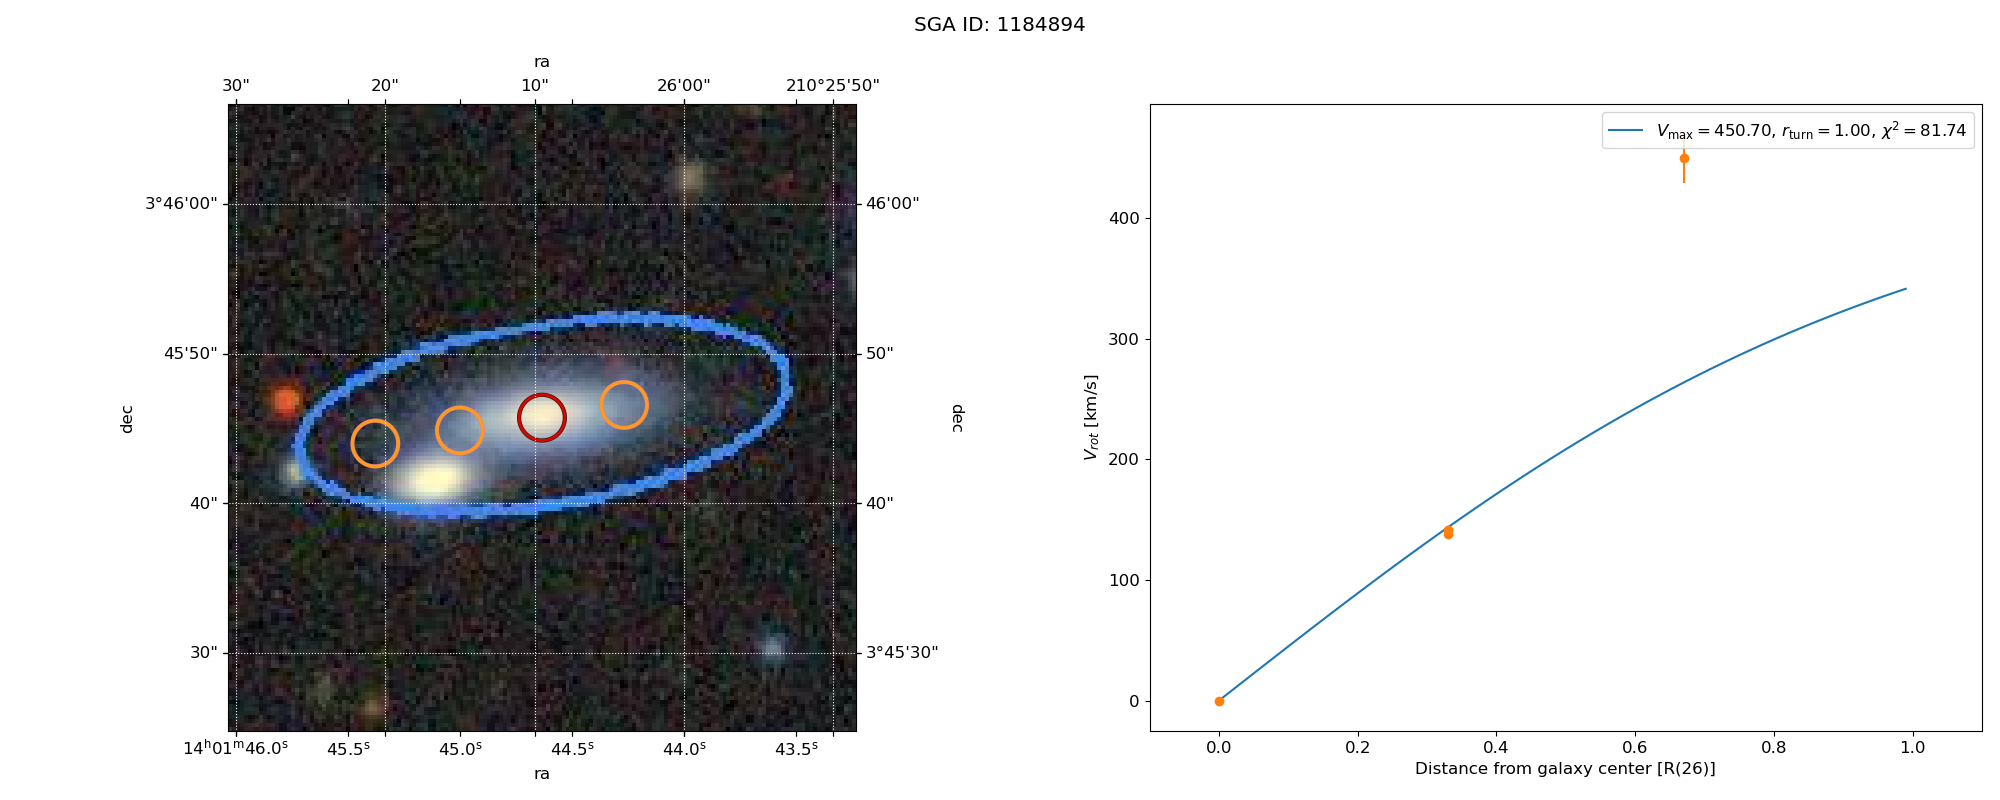 SGA ID: 1184894
ra
30" 20" 10" 26'00" 210°25'50"
3°46'00" 46'00"
45'50" 50"
dec dec
40" 40"
30" 3°45'30"
14h01m46.0s 45.5s 45.0s 44.5s 44.0s 43.5s
ra
Vmax = 450.70, rturn = 1.00, χ² = 81.74
400
300
200
100
0
Vrot [km/s]
0.0 0.2 0.4 0.6 0.8 1.0
Distance from galaxy center [R(26)]